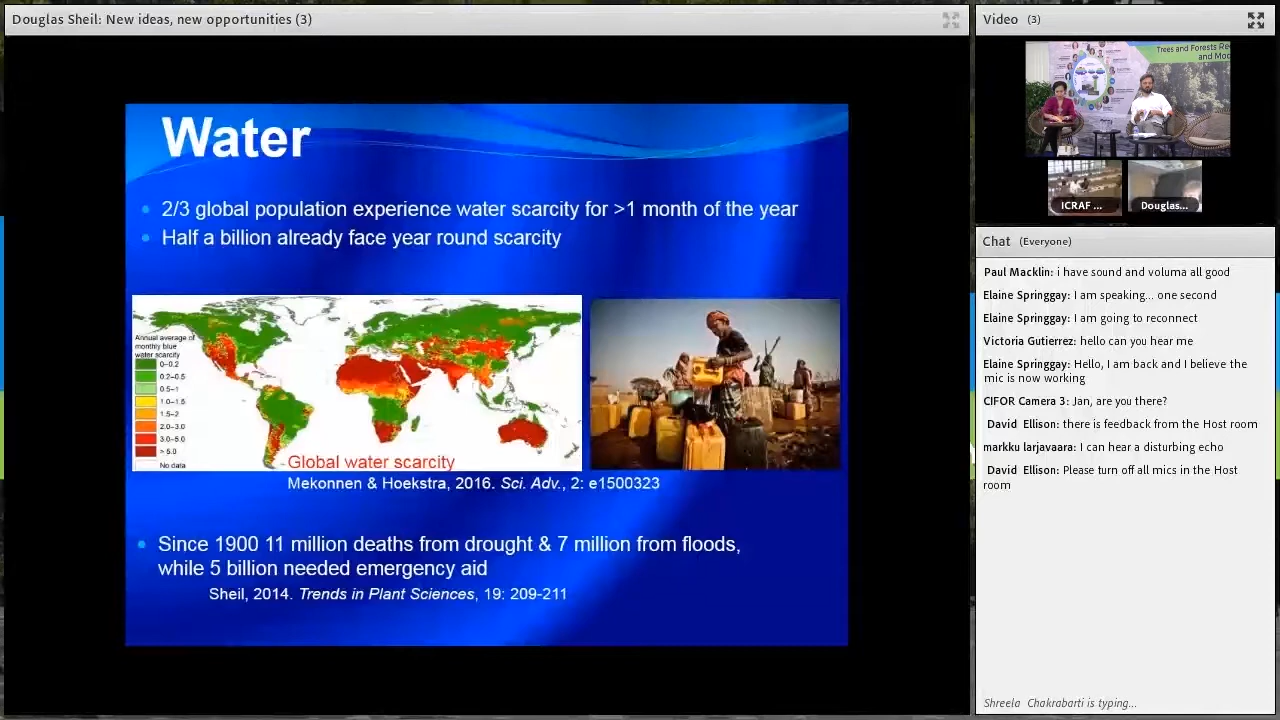 Douglas Sheil: New ideas, new opportunities (3)
Water
2/3 global population experience water scarcity for >1 month of the year
Half a billion already face year round scarcity
Annual average of
monthly blue
water scarcity
0–0.2
0.2–0.5
0.5–1
1.0–1.5
1.5–2
2.0–3.0
3.0–5.0
> 5.0
No data
Global water scarcity
Mekonnen & Hoekstra, 2016. Sci. Adv., 2: e1500323
Since 1900 11 million deaths from drought & 7 million from floods,
while 5 billion needed emergency aid
Sheil, 2014. Trends in Plant Sciences, 19: 209-211
Video (3)
Trees and Forests Re
and Mod
ICRAF ...
Douglas...
Chat (Everyone)
Paul Macklin: i have sound and voluma all good
Elaine Springgay: I am speaking... one second
Elaine Springgay: I am going to reconnect
Victoria Gutierrez: hello can you hear me
Elaine Springgay: Hello, I am back and I believe the
mic is now working
CIFOR Camera 3: Jan, are you there?
David Ellison: there is feedback from the Host room
markku larjavaara: I can hear a disturbing echo
David Ellison: Please turn off all mics in the Host
room
Shreela Chakrabarti is typing...